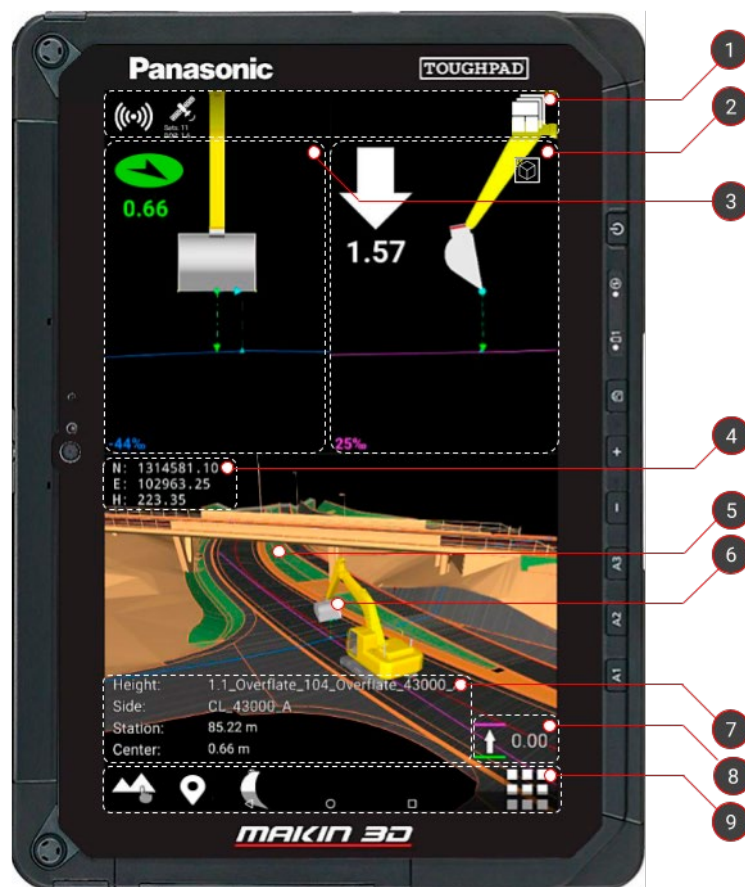 Panasonic
TOUGHPAD
Sats: 11
0.66
1.57
-44‰
25‰
N: 1314581.10
E: 102963.25
H: 223.35
Height: 1.1_Overflate_104_Overflate_43000_
Side: CL_43000_A
Station: 85.22 m
Center: 0.66 m
0.00
MAKIN 3D
A3
A2
A1
1
2
3
4
5
6
7
8
9